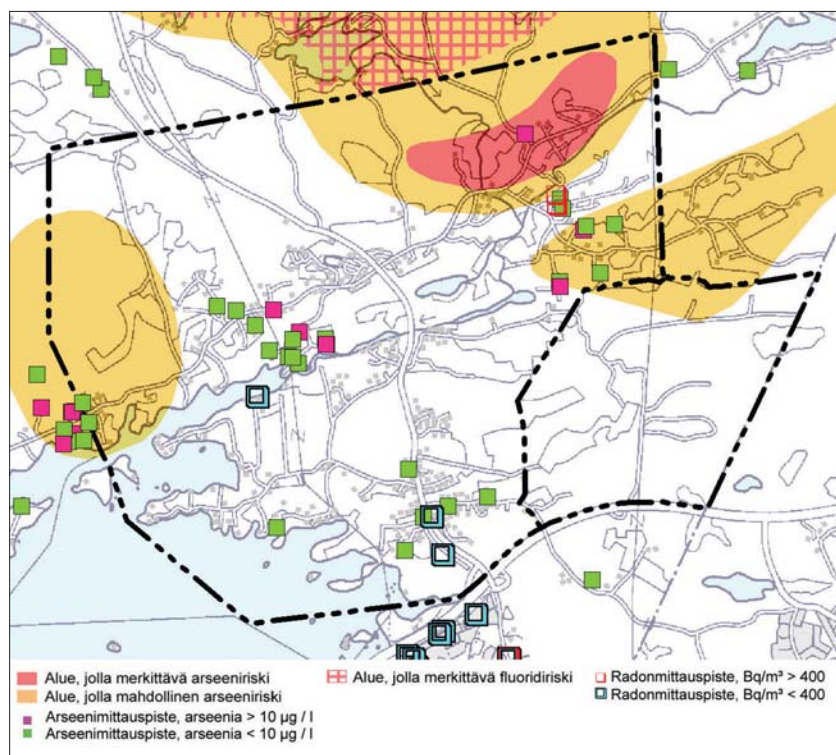 Alue, jolla merkittävä arseeniriski
Alue, jolla mahdollinen arseeniriski
Arseenimittauspiste, arseenia > 10 µg / l
Arseenimittauspiste, arseenia < 10 µg / l
Alue, jolla merkittävä fluoridiriski
Radonmittauspiste, Bq/m³ > 400
Radonmittauspiste, Bq/m³ < 400